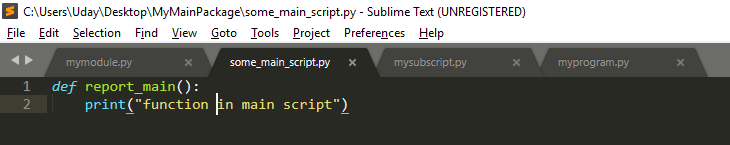 C:\Users\Uday\Desktop\MyMainPackage\some_main_script.py - Sublime Text (UNREGISTERED)
File Edit Selection Find View Goto Tools Project Preferences Help
mymodule.py × some_main_script.py × mysubscript.py × myprogram.py ×
1 def report_main():
2 print("function in main script")